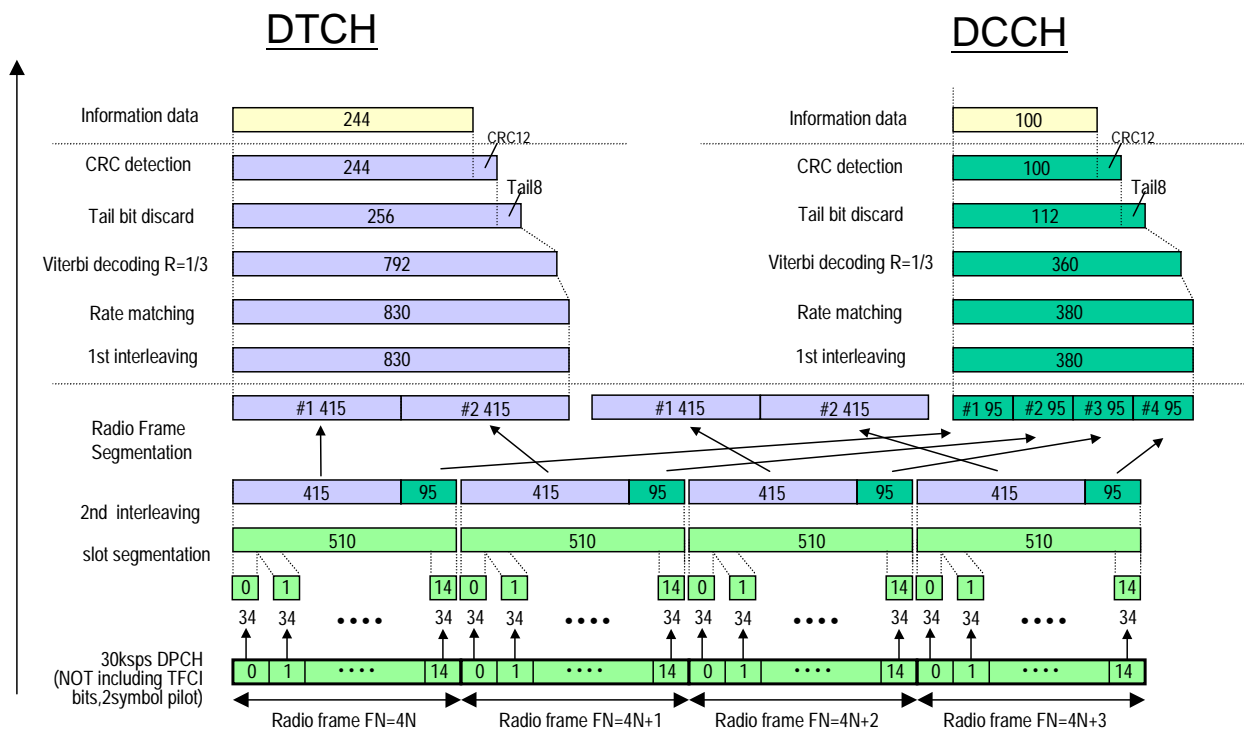 DTCH DCCH
Information data 244 Information data 100
CRC12 CRC12
CRC detection 244 CRC detection 100
Tail8 Tail8
Tail bit discard 256 Tail bit discard 112
Viterbi decoding R=1/3 792 Viterbi decoding R=1/3 360
Rate matching 830 Rate matching 380
1st interleaving 830 1st interleaving 380
#1 415 #2 415 #1 415 #2 415 #1 95 #2 95 #3 95 #4 95
Radio Frame
Segmentation
415 95 415 95 415 95 415 95
2nd interleaving
slot segmentation 510 510 510 510
0 1 14 0 1 14 0 1 14 0 1 14
34 34 •••• 34 34 34 •••• 34 34 34 •••• 34 34 34 •••• 34
30ksps DPCH
(NOT including TFCI
bits,2symbol pilot)
0 1 •••• 14 0 1 •••• 14 0 1 •••• 14 0 1 •••• 14
Radio frame FN=4N Radio frame FN=4N+1 Radio frame FN=4N+2 Radio frame FN=4N+3